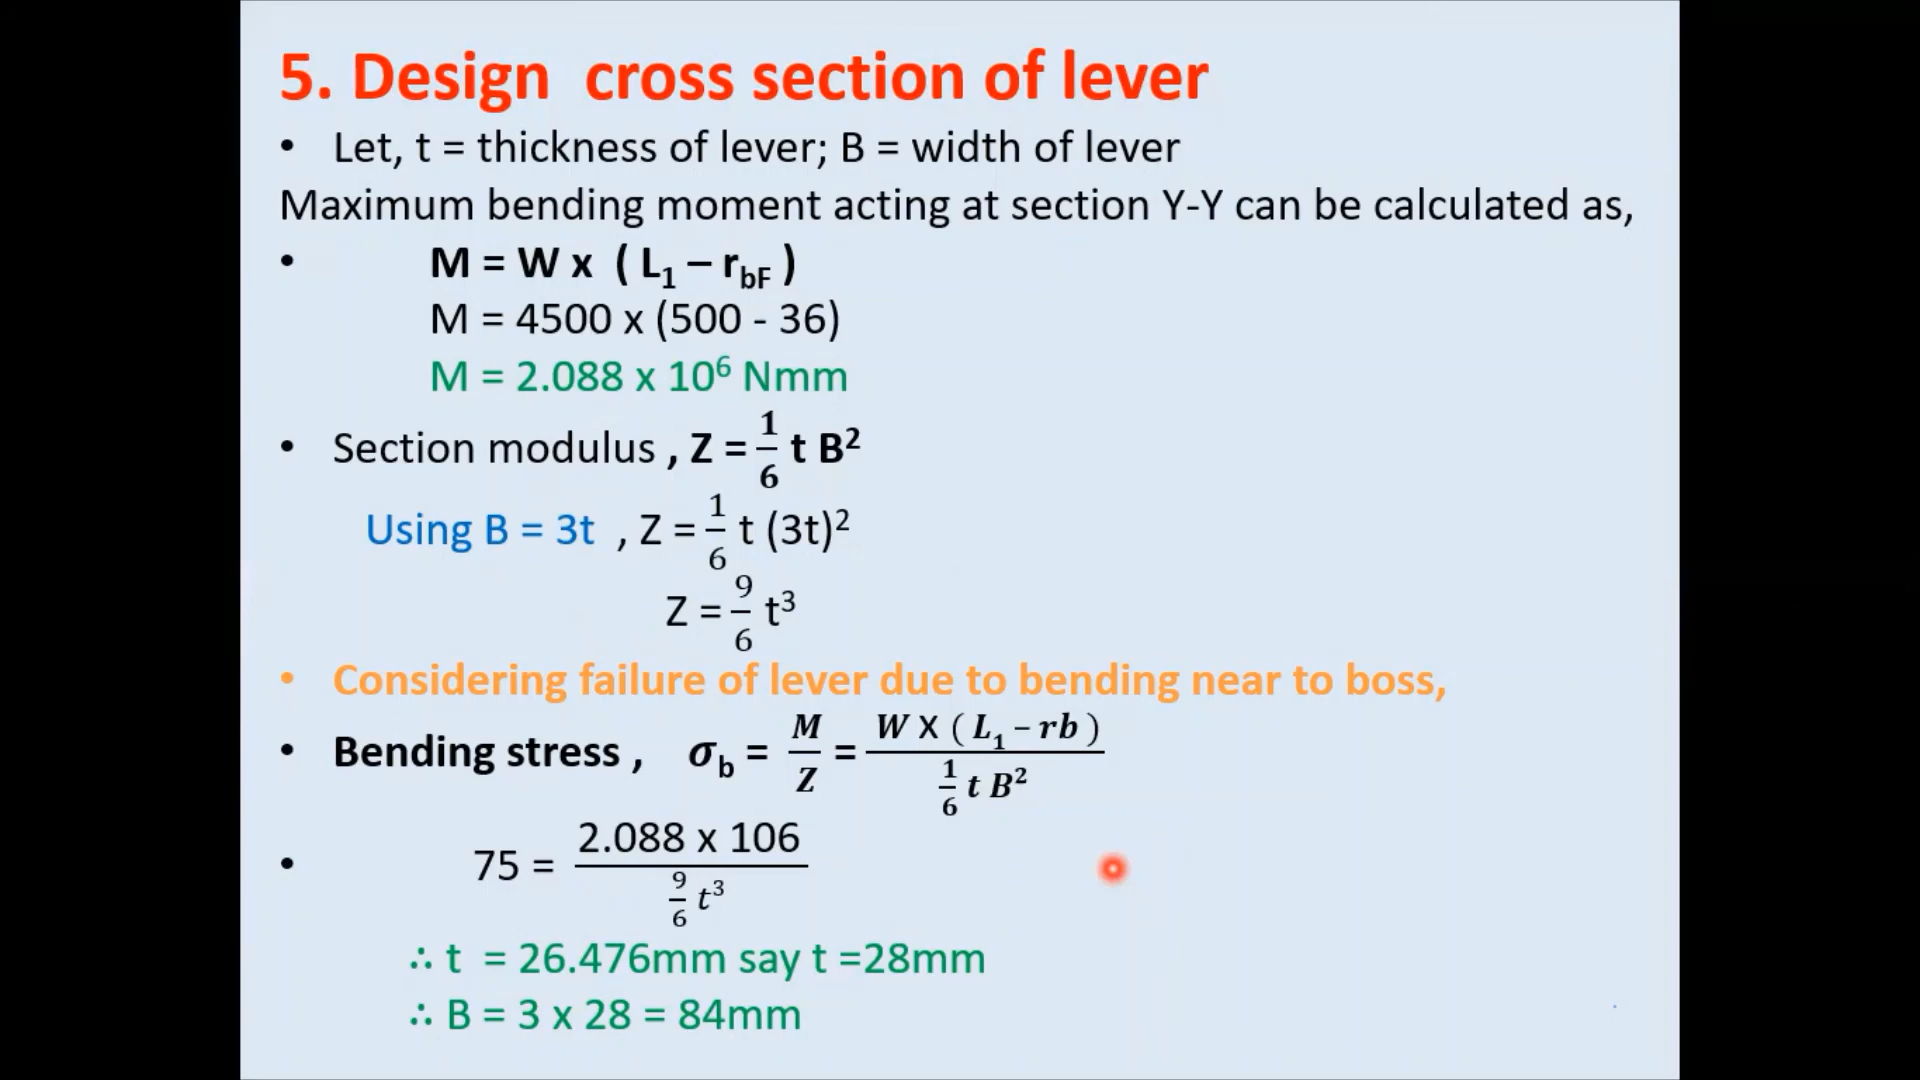 5. Design  cross section of lever
• Let, t = thickness of lever; B = width of lever
Maximum bending moment acting at section Y-Y can be calculated as,
• M = W x ( L₁ – r_bF )
M = 4500 x (500 - 36)
M = 2.088 x 10⁶ Nmm
• Section modulus , Z = 1/6 t B²
Using B = 3t , Z = 1/6 t (3t)²
Z = 9/6 t³
• Considering failure of lever due to bending near to boss,
• Bending stress , σ_b = M/Z = W X ( L₁ – rb ) / 1/6 t B²
• 75 = 2.088 x 106 / 9/6 t³
∴ t = 26.476mm say t =28mm
∴ B = 3 x 28 = 84mm